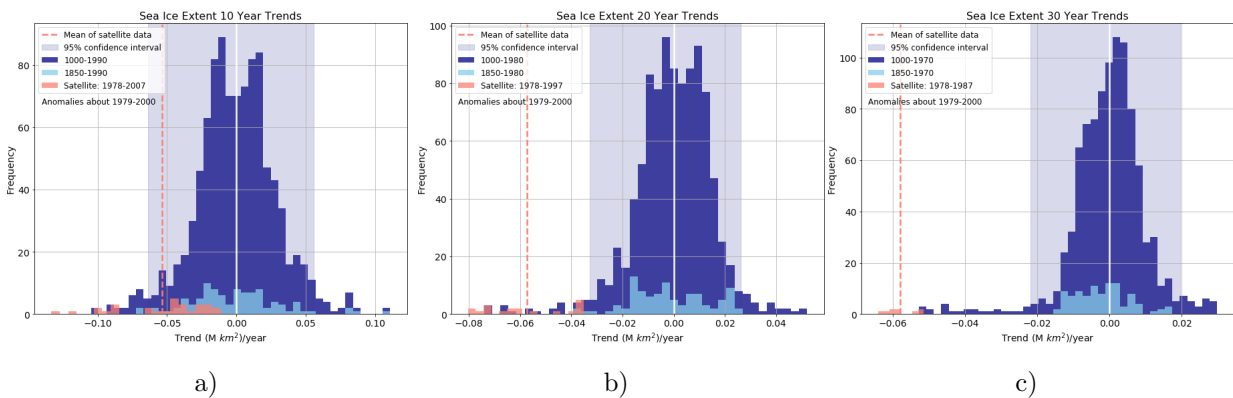 Sea Ice Extent 10 Year Trends
Mean of satellite data
95% confidence interval
1000-1990
1850-1990
Satellite: 1978-2007
Anomalies about 1979-2000
Frequency
80
60
40
20
0
−0.10
−0.05
0.00
0.05
0.10
Trend (M km²)/year
a)
Sea Ice Extent 20 Year Trends
Mean of satellite data
95% confidence interval
1000-1980
1850-1980
Satellite: 1978-1997
Anomalies about 1979-2000
Frequency
100
80
60
40
20
0
−0.08
−0.06
−0.04
−0.02
0.00
0.02
0.04
Trend (M km²)/year
b)
Sea Ice Extent 30 Year Trends
Mean of satellite data
95% confidence interval
1000-1970
1850-1970
Satellite: 1978-1987
Anomalies about 1979-2000
Frequency
100
80
60
40
20
0
−0.06
−0.04
−0.02
0.00
0.02
Trend (M km²)/year
c)